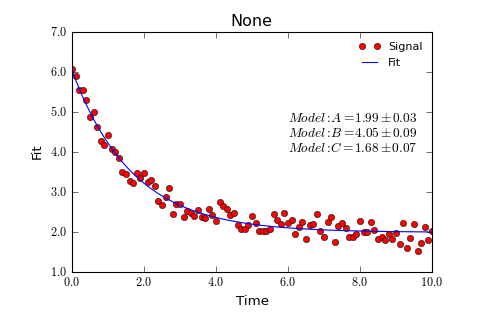 None
7.0
6.0
5.0
4.0
3.0
2.0
1.0
Fit
Signal
Fit
Model:A=1.99±0.03
Model:B=4.05±0.09
Model:C=1.68±0.07
0.0 2.0 4.0 6.0 8.0 10.0
Time